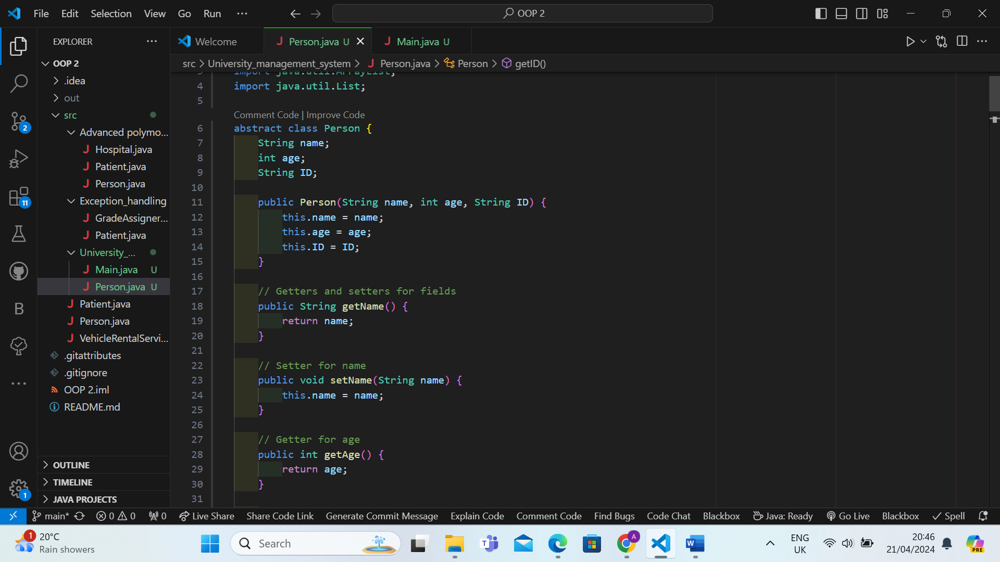 File Edit Selection View Go Run ···
OOP 2
EXPLORER
OOP 2
.idea
out
src
Advanced polymo...
Hospital.java
Patient.java
Person.java
Exception_handling
GradeAssigner...
Patient.java
University_...
Main.java U
Person.java U
Patient.java
Person.java
VehicleRentalServi...
.gitattributes
.gitignore
OOP 2.iml
README.md
OUTLINE
TIMELINE
JAVA PROJECTS
2
11
B
1
Welcome
Person.java U
Main.java U
src > University_management_system > Person.java > Person > getID()
3 import java.util.ArrayList;
4 import java.util.List;
5
Comment Code | Improve Code
6 abstract class Person {
7 String name;
8 int age;
9 String ID;
10
11 public Person(String name, int age, String ID) {
12 this.name = name;
13 this.age = age;
14 this.ID = ID;
15 }
16
17 // Getters and setters for fields
18 public String getName() {
19 return name;
20 }
21
22 // Setter for name
23 public void setName(String name) {
24 this.name = name;
25 }
26
27 // Getter for age
28 public int getAge() {
29 return age;
30 }
31
main* 0 0 0 Live Share Share Code Link Generate Commit Message Explain Code Comment Code Find Bugs Code Chat Blackbox Java: Ready Go Live Blackbox Spell
1 20°C
Rain showers
Search
T
A
W
ENG
UK
20:46
21/04/2024
PRE